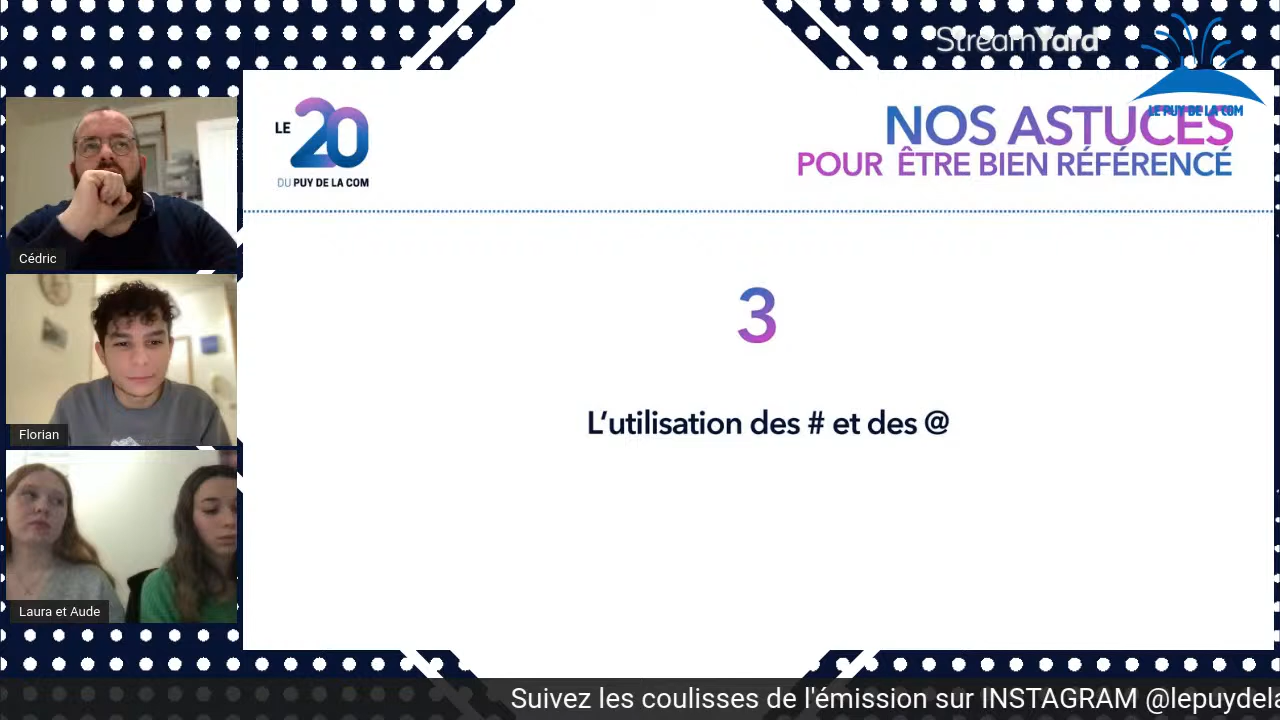 StreamYard
LE PUY DE LA COM
LE 20
DU PUY DE LA COM
NOS ASTUCES
POUR ÊTRE BIEN RÉFÉRENCÉ
3
L'utilisation des # et des @
Cédric
Florian
Laura et Aude
Suivez les coulisses de l'émission sur INSTAGRAM @lepuydela